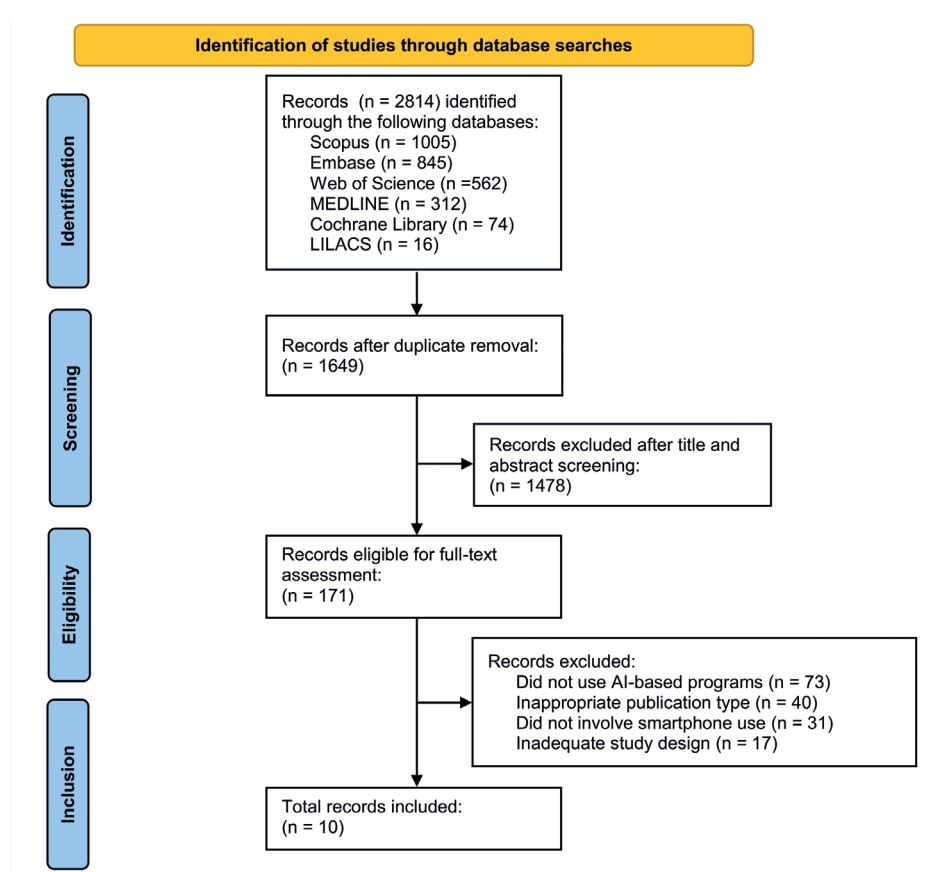 Identification of studies through database searches
Identification
Records (n = 2814) identified
through the following databases:
Scopus (n = 1005)
Embase (n = 845)
Web of Science (n =562)
MEDLINE (n = 312)
Cochrane Library (n = 74)
LILACS (n = 16)
Screening
Records after duplicate removal:
(n = 1649)
Records excluded after title and
abstract screening:
(n = 1478)
Eligibility
Records eligible for full-text
assessment:
(n = 171)
Records excluded:
Did not use AI-based programs (n = 73)
Inappropriate publication type (n = 40)
Did not involve smartphone use (n = 31)
Inadequate study design (n = 17)
Inclusion
Total records included:
(n = 10)